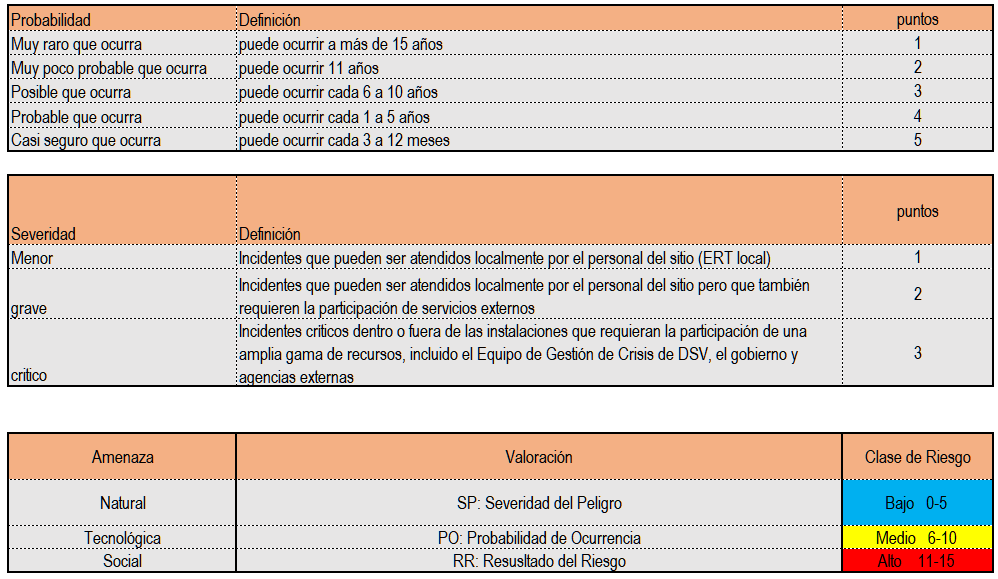 Probabilidad Definición puntos
Muy raro que ocurra puede ocurrir a más de 15 años 1
Muy poco probable que ocurra puede ocurrir 11 años 2
Posible que ocurra puede ocurrir cada 6 a 10 años 3
Probable que ocurra puede ocurrir cada 1 a 5 años 4
Casi seguro que ocurra puede ocurrir cada 3 a 12 meses 5
Severidad Definición puntos
Menor Incidentes que pueden ser atendidos localmente por el personal del sitio (ERT local) 1
grave Incidentes que pueden ser atendidos localmente por el personal del sitio pero que también
requieren la participación de servicios externos 2
critico Incidentes críticos dentro o fuera de las instalaciones que requieran la participación de una
amplia gama de recursos, incluido el Equipo de Gestión de Crisis de DSV, el gobierno y
agencias externas 3
Amenaza Valoración Clase de Riesgo
Natural SP: Severidad del Peligro Bajo 0-5
Tecnológica PO: Probabilidad de Ocurrencia Medio 6-10
Social RR: Resusltado del Riesgo Alto 11-15